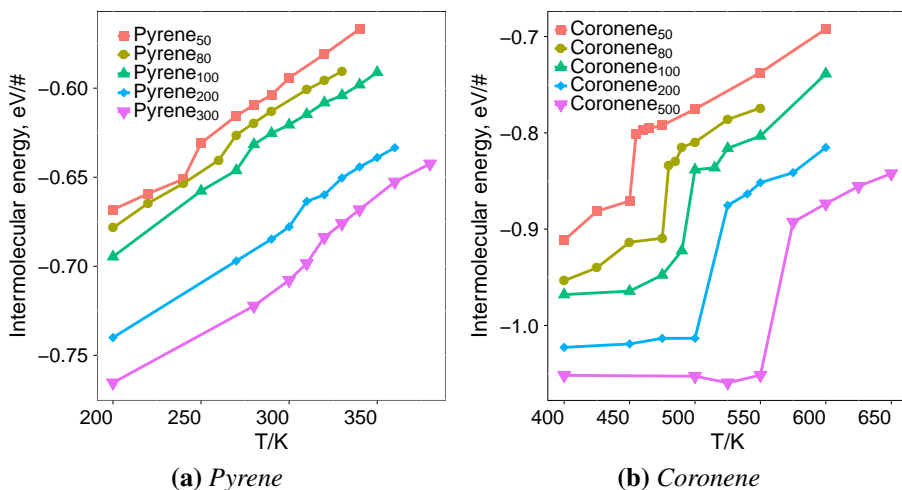 Intermolecular energy, eV/#
−0.60
−0.65
−0.70
−0.75
Pyrene50
Pyrene80
Pyrene100
Pyrene200
Pyrene300
200 250 300 350
T/K
(a) Pyrene
Intermolecular energy, eV/#
−0.7
−0.8
−0.9
−1.0
Coronene50
Coronene80
Coronene100
Coronene200
Coronene500
400 450 500 550 600 650
T/K
(b) Coronene